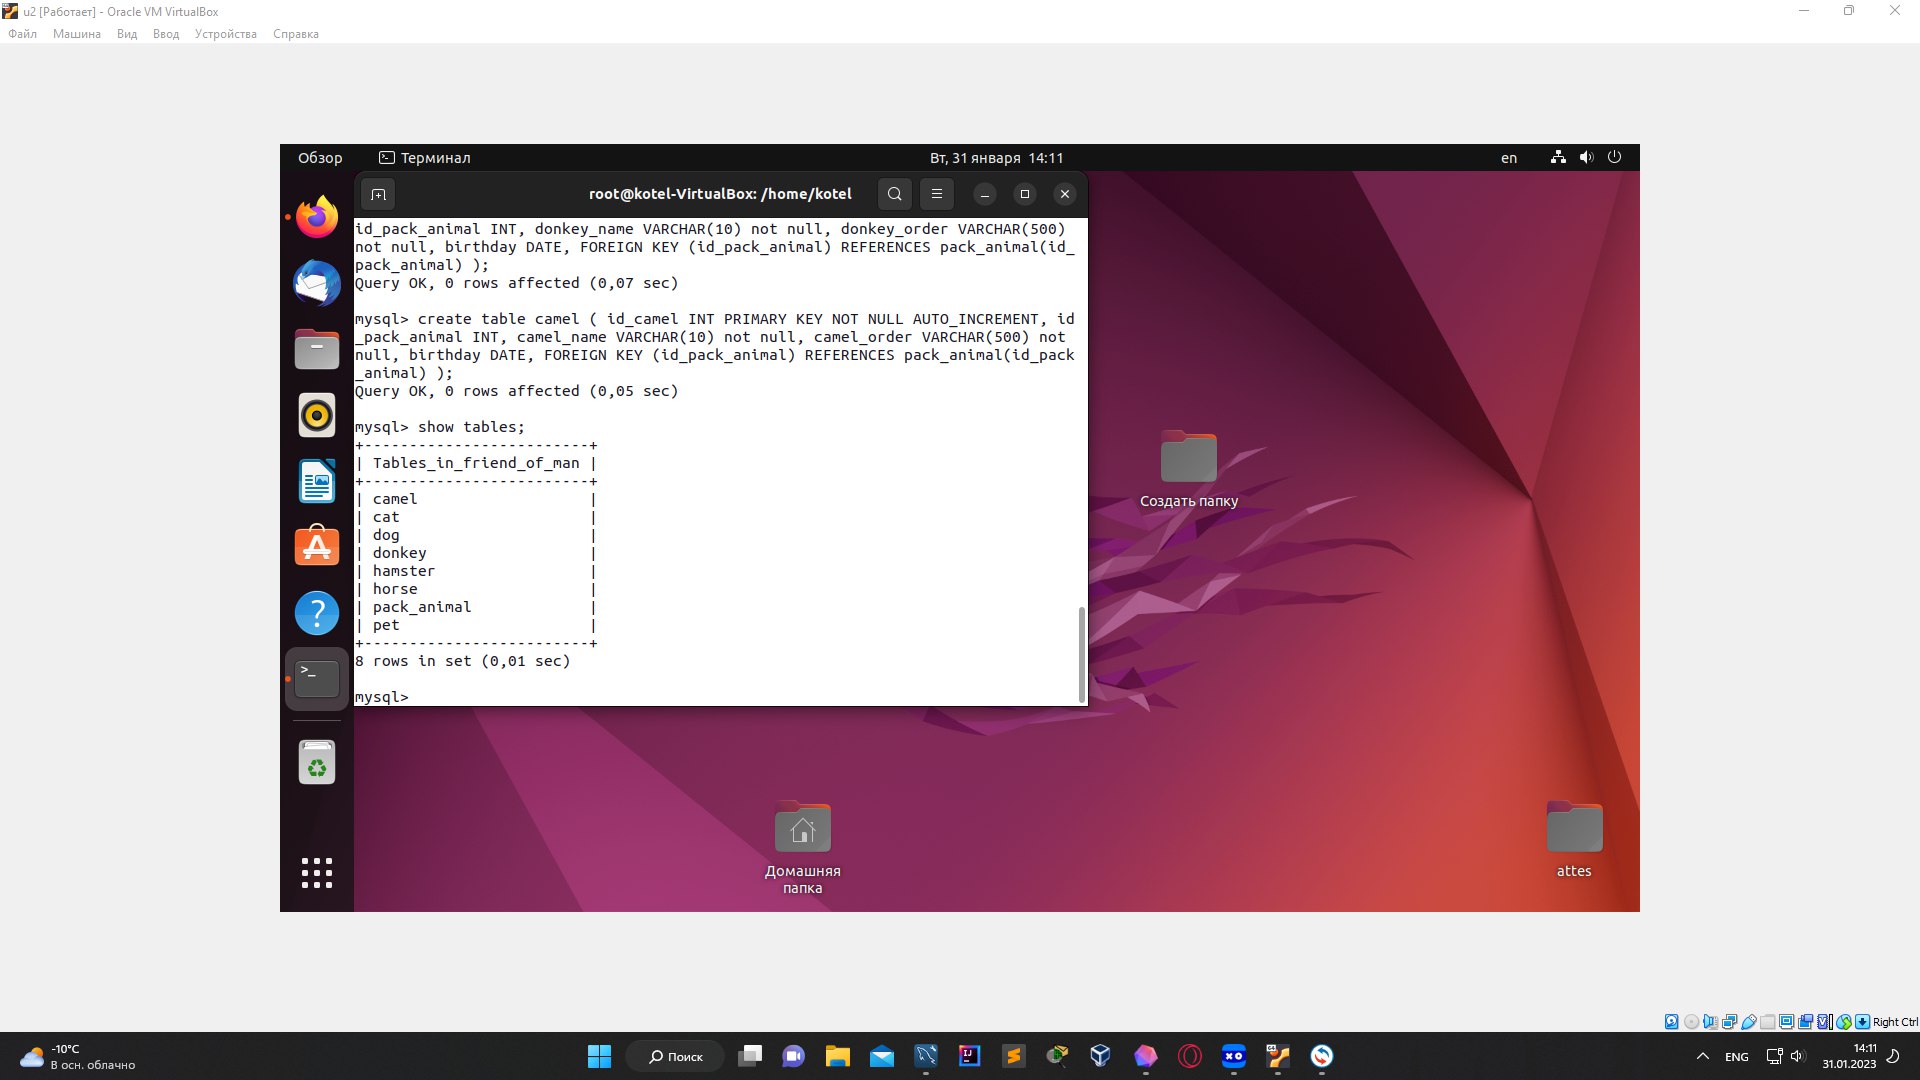 u2 [Работает] - Oracle VM VirtualBox
Файл Машина Вид Ввод Устройства Справка
Обзор Терминал Вт, 31 января 14:11 en
root@kotel-VirtualBox: /home/kotel
id_pack_animal INT, donkey_name VARCHAR(10) not null, donkey_order VARCHAR(500)
not null, birthday DATE, FOREIGN KEY (id_pack_animal) REFERENCES pack_animal(id_
pack_animal) );
Query OK, 0 rows affected (0,07 sec)
mysql> create table camel ( id_camel INT PRIMARY KEY NOT NULL AUTO_INCREMENT, id
_pack_animal INT, camel_name VARCHAR(10) not null, camel_order VARCHAR(500) not
null, birthday DATE, FOREIGN KEY (id_pack_animal) REFERENCES pack_animal(id_pack
_animal) );
Query OK, 0 rows affected (0,05 sec)
mysql> show tables;
+-------------------------+
| Tables_in_friend_of_man |
+-------------------------+
| camel                   |
| cat                     |
| dog                     |
| donkey                  |
| hamster                 |
| horse                   |
| pack_animal             |
| pet                     |
+-------------------------+
8 rows in set (0,01 sec)
mysql>
Создать папку
Домашняя
папка
attes
Right Ctrl
-10°C
В осн. облачно
Поиск
ENG
14:11
31.01.2023